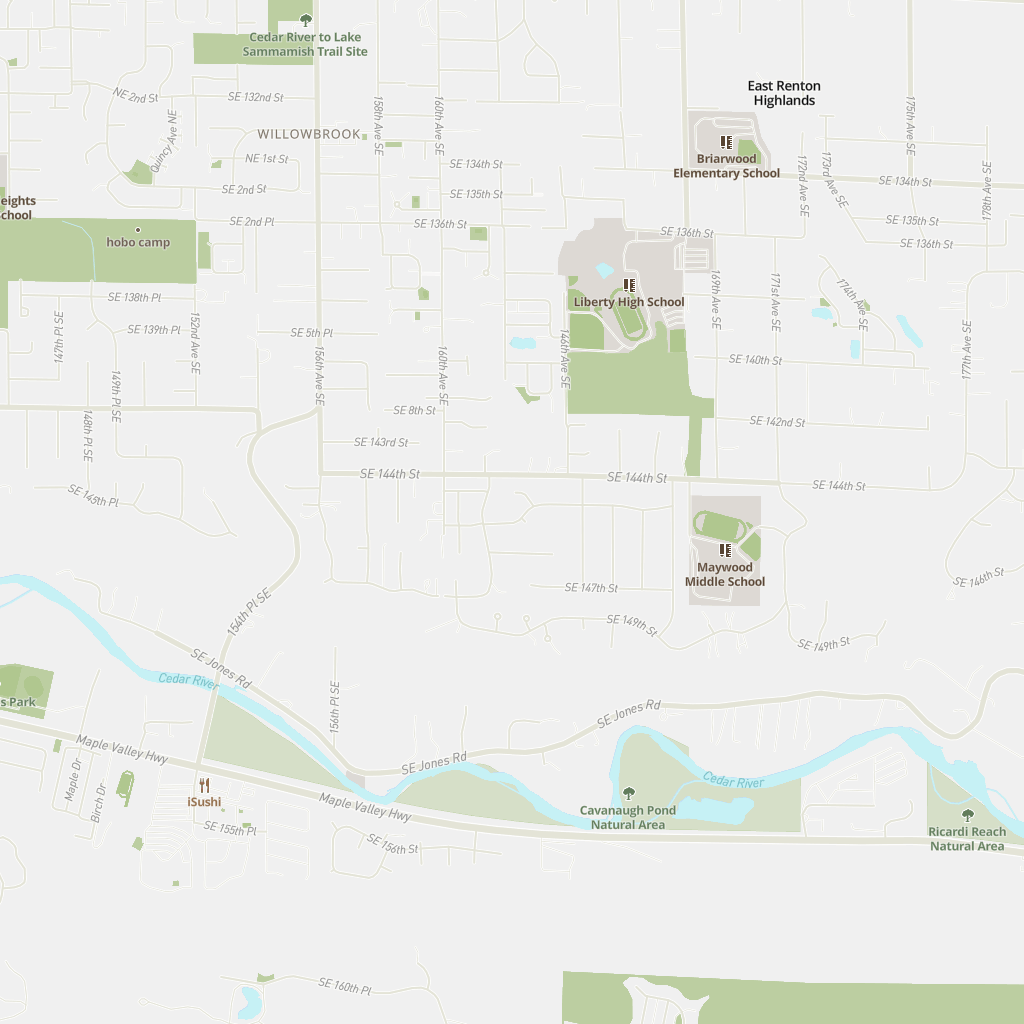 Cedar River to Lake
Sammamish Trail Site
East Renton
Highlands
NE 2nd St
SE 132nd St
158th Ave SE
160th Ave SE
175th Ave SE
WILLOWBROOK
Quincy Ave NE
NE 1st St
SE 134th St
Briarwood
Elementary School
172nd Ave SE
173rd Ave SE
178th Ave SE
SE 134th St
SE 2nd St
SE 135th St
eights
chool
SE 2nd Pl
SE 136th St
SE 136th St
SE 135th St
SE 136th St
hobo camp
SE 138th Pl
Liberty High School
169th Ave SE
171st Ave SE
174th Ave SE
147th Pl SE
SE 139th Pl
152nd Ave SE
SE 5th Pl
156th Ave SE
160th Ave SE
146th Ave SE
SE 140th St
177th Ave SE
149th Pl SE
148th Pl SE
SE 8th St
SE 142nd St
SE 143rd St
SE 144th St
SE 144th St
SE 144th St
SE 145th Pl
Maywood
Middle School
SE 146th St
SE 147th St
154th Pl SE
SE 149th St
SE 149th St
SE Jones Rd
Cedar River
156th Pl SE
s Park
SE Jones Rd
Maple Valley Hwy
SE Jones Rd
Maple Dr
Birch Dr
Cedar River
iSushi
Maple Valley Hwy
Cavanaugh Pond
Natural Area
SE 155th Pl
SE 156th St
Ricardi Reach
Natural Area
SE 160th Pl